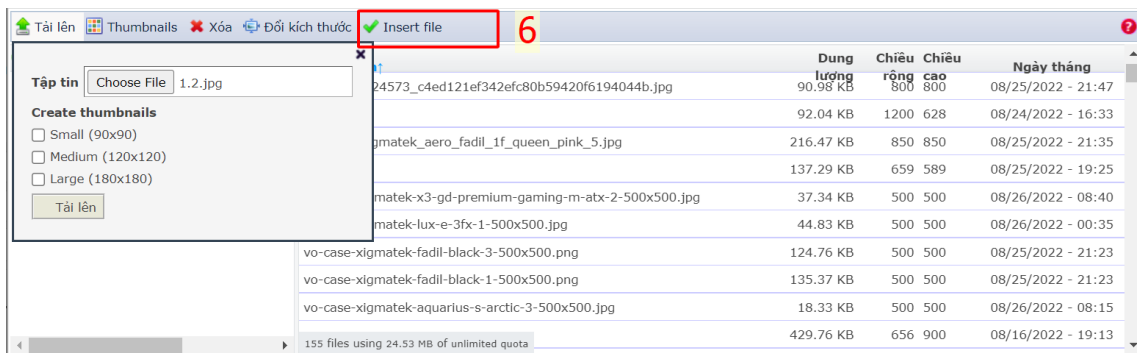 Tải lên Thumbnails Xóa Đổi kích thước Insert file 6
Dung lượng Chiều rộng Chiều cao Ngày tháng
Tập tin Choose File 1.2.jpg
Create thumbnails
Small (90x90)
Medium (120x120)
Large (180x180)
Tải lên
24573_c4ed121ef342efc80b59420f6194044b.jpg 90.98 KB 800 800 08/25/2022 - 21:47
92.04 KB 1200 628 08/24/2022 - 16:33
gmatek_aero_fadil_1f_queen_pink_5.jpg 216.47 KB 850 850 08/25/2022 - 21:35
137.29 KB 659 589 08/25/2022 - 19:25
matek-x3-gd-premium-gaming-m-atx-2-500x500.jpg 37.34 KB 500 500 08/26/2022 - 08:40
matek-lux-e-3fx-1-500x500.jpg 44.83 KB 500 500 08/26/2022 - 00:35
vo-case-xigmatek-fadil-black-3-500x500.png 124.76 KB 500 500 08/25/2022 - 21:23
vo-case-xigmatek-fadil-black-1-500x500.png 135.37 KB 500 500 08/25/2022 - 21:23
vo-case-xigmatek-aquarius-s-arctic-3-500x500.jpg 18.33 KB 500 500 08/26/2022 - 08:15
429.76 KB 656 900 08/16/2022 - 19:13
155 files using 24.53 MB of unlimited quota